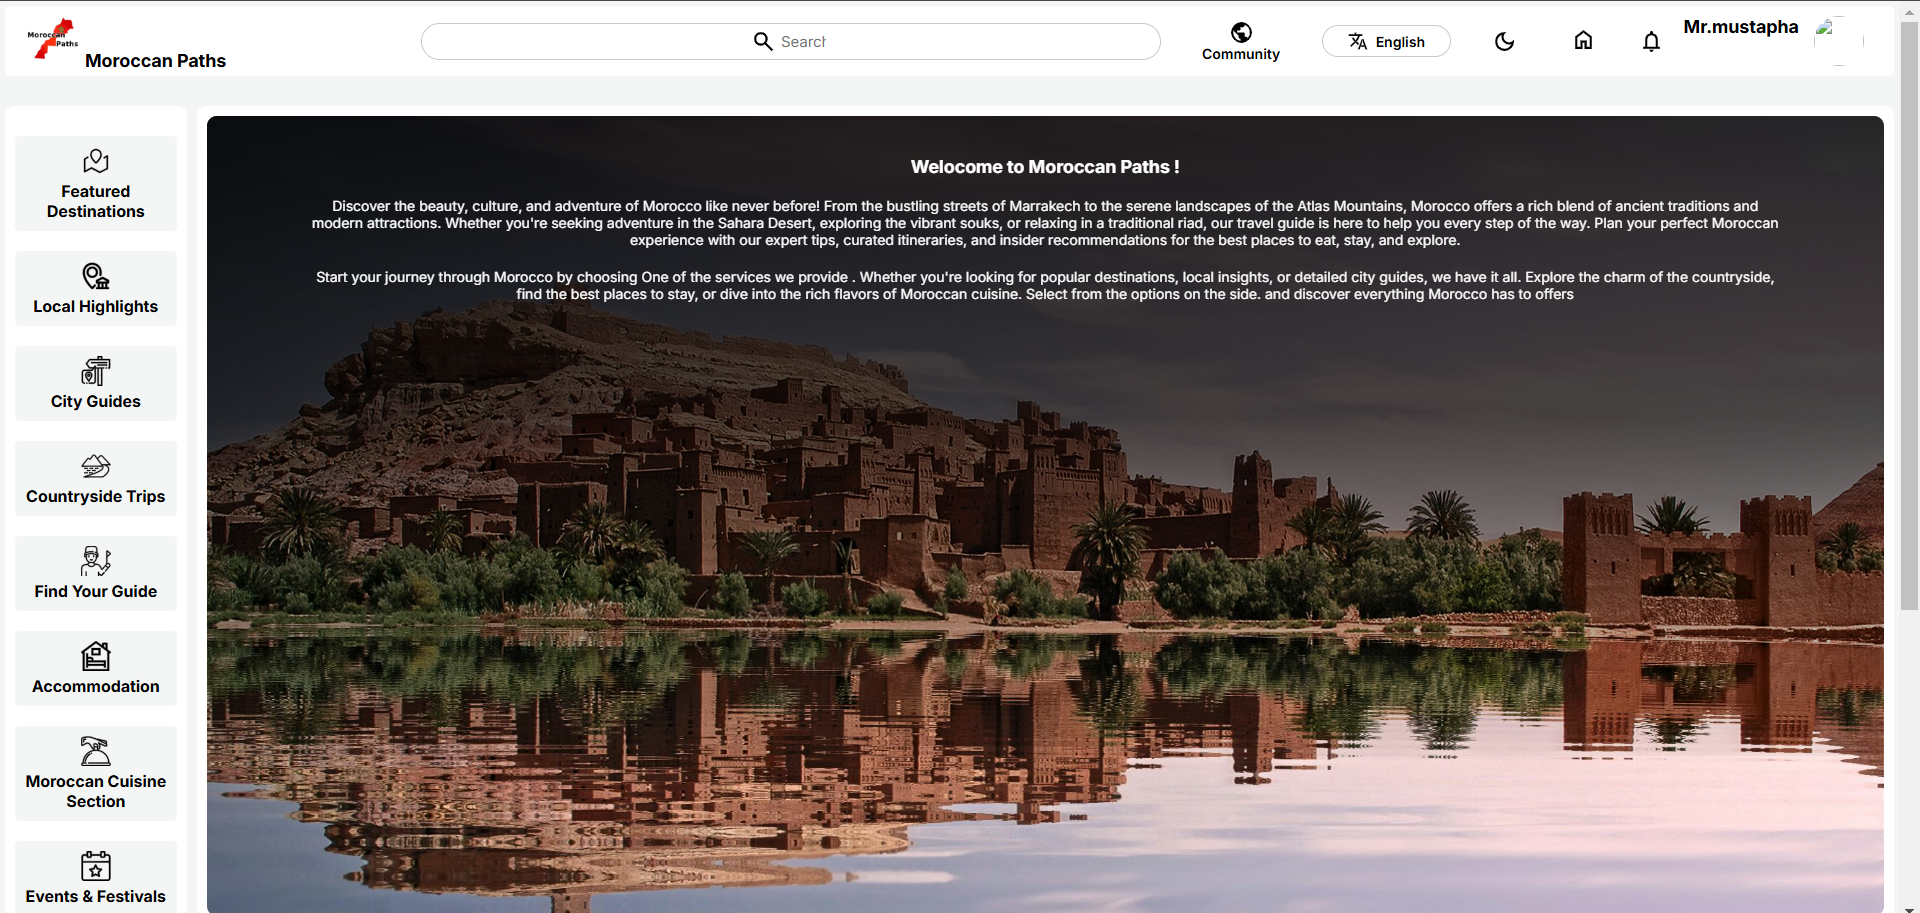 Moroccan
Paths
Moroccan Paths
Search
Community
English
Mr.mustapha
Featured
Destinations
Local Highlights
City Guides
Countryside Trips
Find Your Guide
Accommodation
Moroccan Cuisine
Section
Events & Festivals
Welocome to Moroccan Paths !
Discover the beauty, culture, and adventure of Morocco like never before! From the bustling streets of Marrakech to the serene landscapes of the Atlas Mountains, Morocco offers a rich blend of ancient traditions and
modern attractions. Whether you're seeking adventure in the Sahara Desert, exploring the vibrant souks, or relaxing in a traditional riad, our travel guide is here to help you every step of the way. Plan your perfect Moroccan
experience with our expert tips, curated itineraries, and insider recommendations for the best places to eat, stay, and explore.
Start your journey through Morocco by choosing One of the services we provide . Whether you're looking for popular destinations, local insights, or detailed city guides, we have it all. Explore the charm of the countryside,
find the best places to stay, or dive into the rich flavors of Moroccan cuisine. Select from the options on the side. and discover everything Morocco has to offers